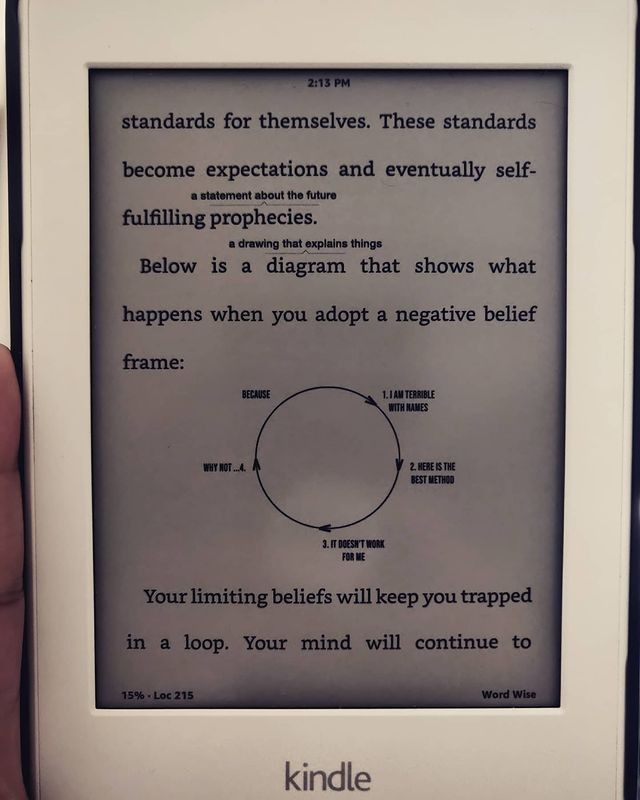 2:13 PM
standards for themselves. These standards
become expectations and eventually self-
a statement about the future
fulfilling prophecies.
a drawing that explains things
Below is a diagram that shows what
happens when you adopt a negative belief
frame:
BECAUSE
1. I AM TERRIBLE
WITH NAMES
2. HERE IS THE
BEST METHOD
3. IT DOESN'T WORK
FOR ME
WHY NOT ...4.
Your limiting beliefs will keep you trapped
in a loop. Your mind will continue to
15% • Loc 215
Word Wise
kindle